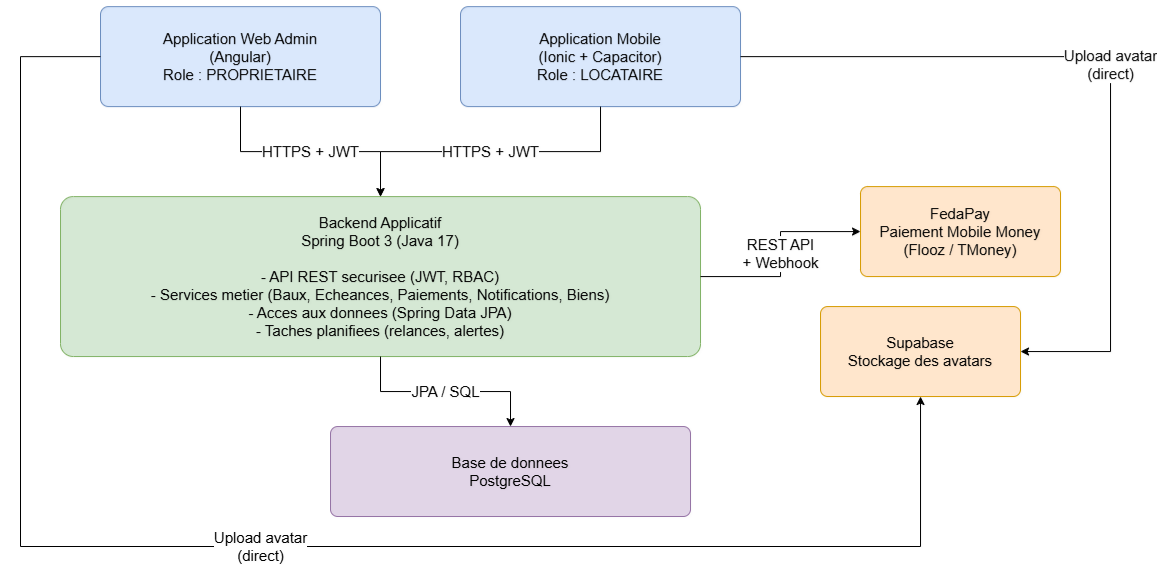 Application Web Admin
(Angular)
Role : PROPRIETAIRE
Application Mobile
(Ionic + Capacitor)
Role : LOCATAIRE
Upload avatar
(direct)
HTTPS + JWT
HTTPS + JWT
Backend Applicatif
Spring Boot 3 (Java 17)
- API REST securisee (JWT, RBAC)
- Services metier (Baux, Echeances, Paiements, Notifications, Biens)
- Acces aux donnees (Spring Data JPA)
- Taches planifiees (relances, alertes)
REST API
+ Webhook
FedaPay
Paiement Mobile Money
(Flooz / TMoney)
Supabase
Stockage des avatars
JPA / SQL
Base de donnees
PostgreSQL
Upload avatar
(direct)